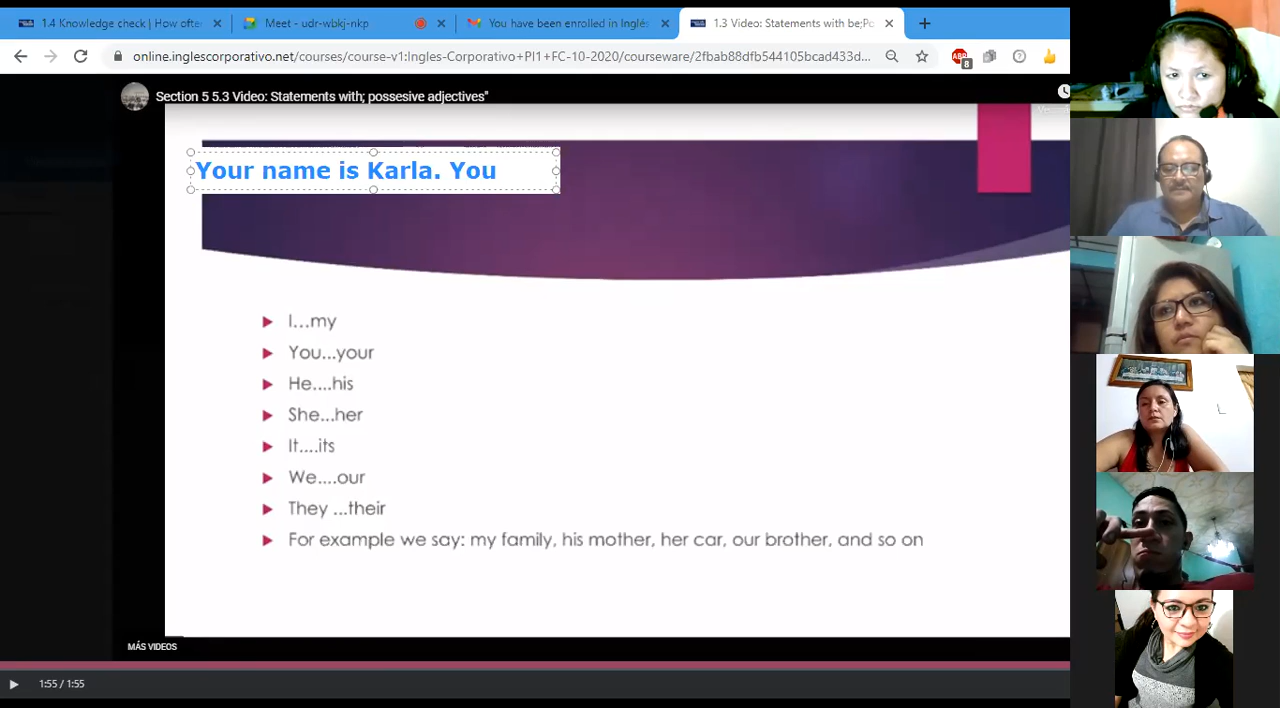 1.4 Knowledge check | How ofte
Meet - udr-wbkj-nkp
You have been enrolled in Inglés
1.3 Video: Statements with be;Po
online.inglescorporativo.net/courses/course-v1:Ingles-Corporativo+PI1+FC-10-2020/courseware/2fbab88dfb544105bcad433d...
ABP
8
Section 5 5.3 Video: Statements with; possesive adjectives"
Your name is Karla. You
I...my
You...your
He....his
She...her
It....its
We....our
They ...their
For example we say: my family, his mother, her car, our brother, and so on
MÁS VIDEOS
1:55 / 1:55